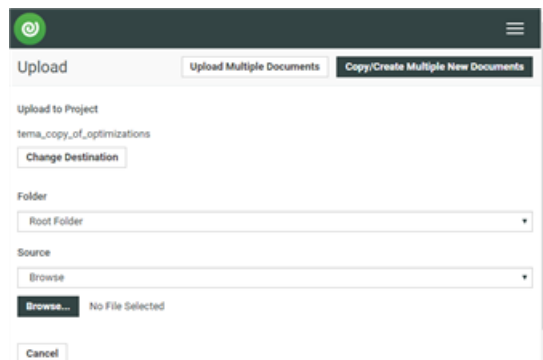 Upload
Upload Multiple Documents
Copy/Create Multiple New Documents
Upload to Project
tema_copy_of_optimizations
Change Destination
Folder
Root Folder
Source
Browse
Browse... No File Selected
Cancel